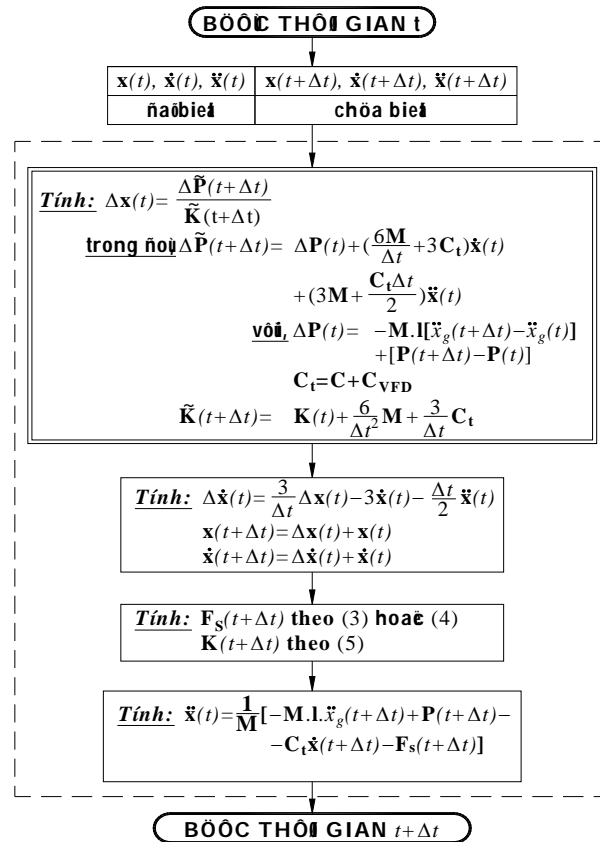 BÖÔÙC THÔØI GIAN t
x(t), ẋ(t), ẍ(t) x(t+Δt), ẋ(t+Δt), ẍ(t+Δt)
ñaõ bieát chöa bieát
Tính: Δx(t)= ΔP̃(t+Δt) / K̃(t+Δt)
trong ñoù, ΔP̃(t+Δt)= ΔP(t)+(6M/Δt +3Cₜ)ẋ(t)
+(3M+ CₜΔt/2)ẍ(t)
vôùi, ΔP(t)= -M.l[ẍg(t+Δt)-ẍg(t)]
+[P(t+Δt)-P(t)]
Cₜ=C+C_VFD
K̃(t+Δt)= K(t)+ 6/Δt² M+ 3/Δt Cₜ
Tính: Δẋ(t)= 3/Δt Δx(t)-3ẋ(t)- Δt/2 ẍ(t)
x(t+Δt)=Δx(t)+x(t)
ẋ(t+Δt)=Δẋ(t)+ẋ(t)
Tính: F_S(t+Δt) theo (3) hoaëc (4)
K(t+Δt) theo (5)
Tính: ẍ(t)= 1/M [-M.l.ẍg(t+Δt)+P(t+Δt)-
-Cₜẋ(t+Δt)-Fs(t+Δt)]
BÖÔÙC THÔØI GIAN t+Δt